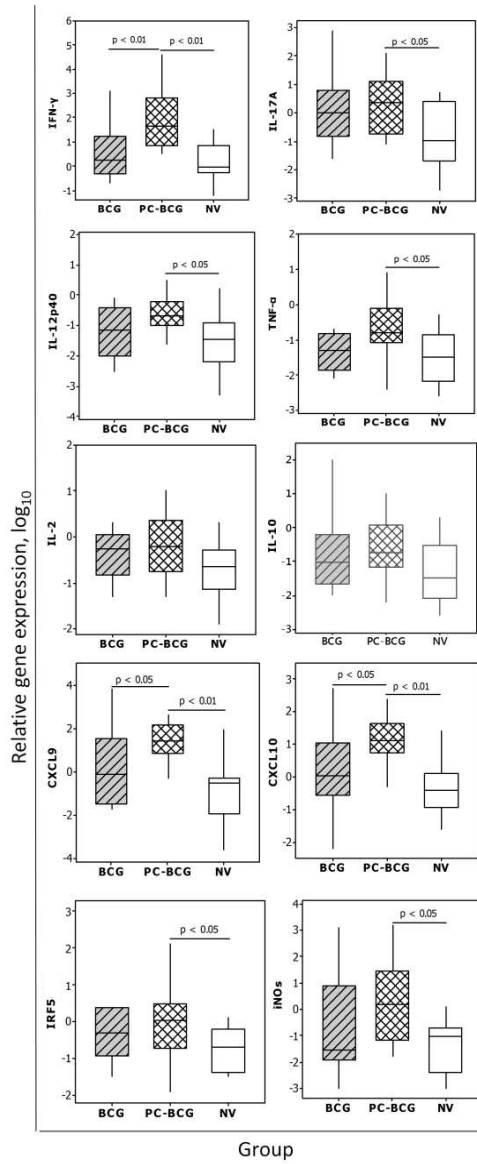 Relative gene expression, log10
IFN-γ
6
5
4
3
2
1
0
-1
p < 0.01
p < 0.01
BCG PC-BCG NV
IL-17A
3
2
1
0
-1
-2
-3
p < 0.05
BCG PC-BCG NV
IL-12p40
2
1
0
-1
-2
-3
-4
p < 0.05
BCG PC-BCG NV
TNF-α
2
1
0
-1
-2
-3
p < 0.05
BCG PC-BCG NV
IL-2
2
1
0
-1
-2
BCG PC-BCG NV
IL-10
2
1
0
-1
-2
-3
BCG PC-BCG NV
CXCL9
4
2
0
-2
-4
p < 0.05
p < 0.01
BCG PC-BCG NV
CXCL10
3
2
1
0
-1
-2
p < 0.05
p < 0.01
BCG PC-BCG NV
IRF5
3
2
1
0
-1
-2
p < 0.05
BCG PC-BCG NV
iNOs
4
3
2
1
0
-1
-2
-3
p < 0.05
BCG PC-BCG NV
Group